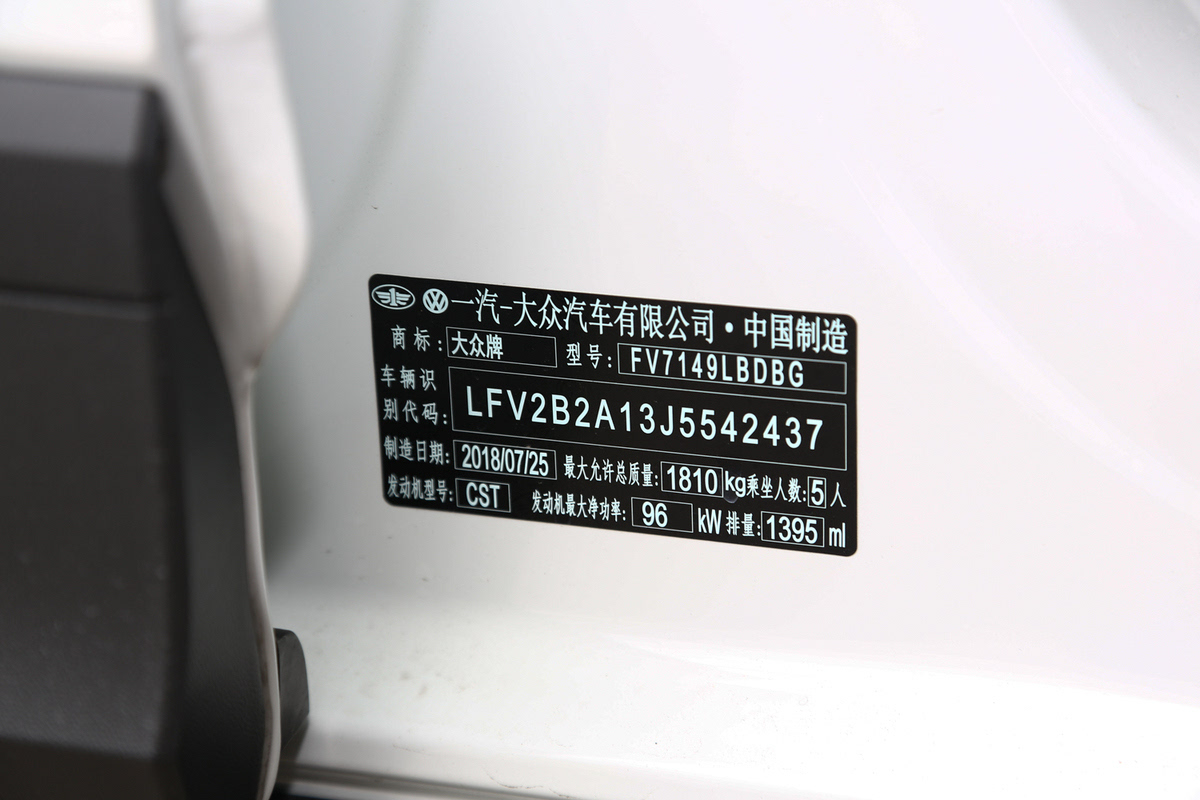 一汽-大众汽车有限公司·中国制造
商标: 大众牌 型号: FV7149LBDBG
车辆识
别代码: LFV2B2A13J5542437
制造日期: 2018/07/25 最大允许总质量: 1810 kg 乘坐人数: 5 人
发动机型号: CST 发动机最大净功率: 96 kW 排量: 1395 ml